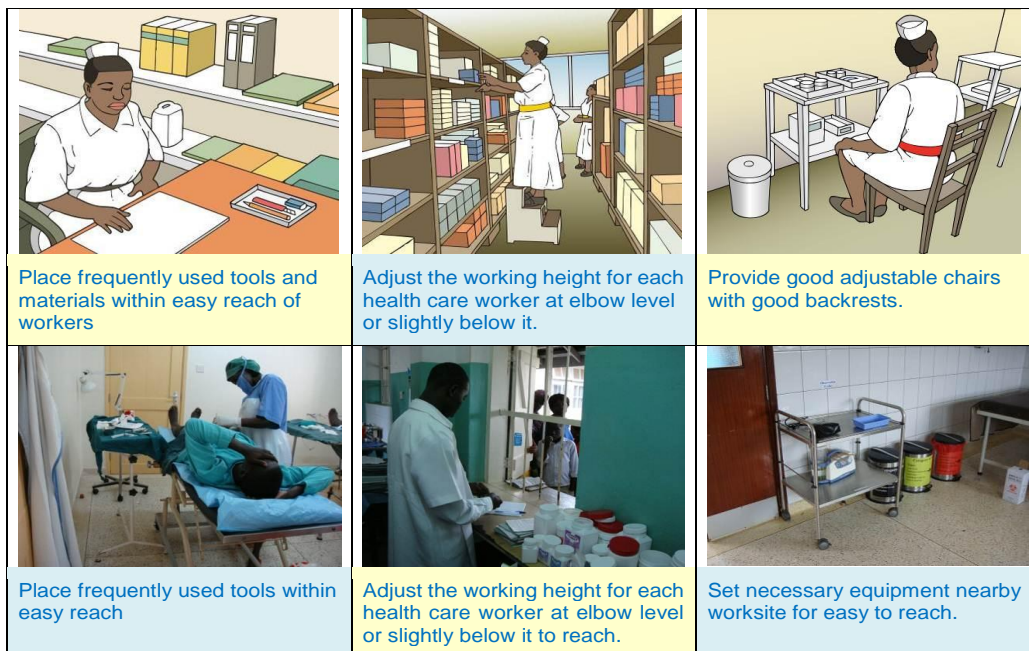 Place frequently used tools and
materials within easy reach of
workers
Adjust the working height for each
health care worker at elbow level
or slightly below it.
Provide good adjustable chairs
with good backrests.
Place frequently used tools within
easy reach
Adjust the working height for each
health care worker at elbow level
or slightly below it to reach.
Set necessary equipment nearby
worksite for easy to reach.